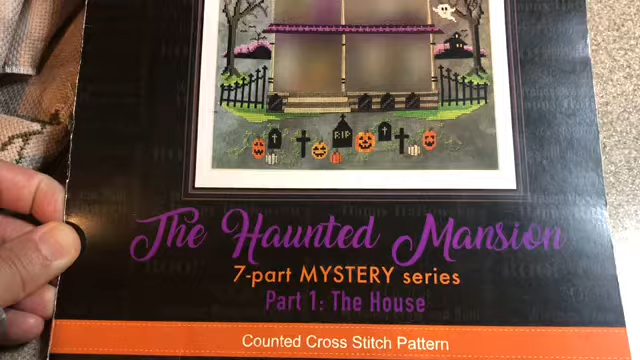 RIP
The Haunted Mansion
7-part MYSTERY series
Part 1: The House
Counted Cross Stitch Pattern